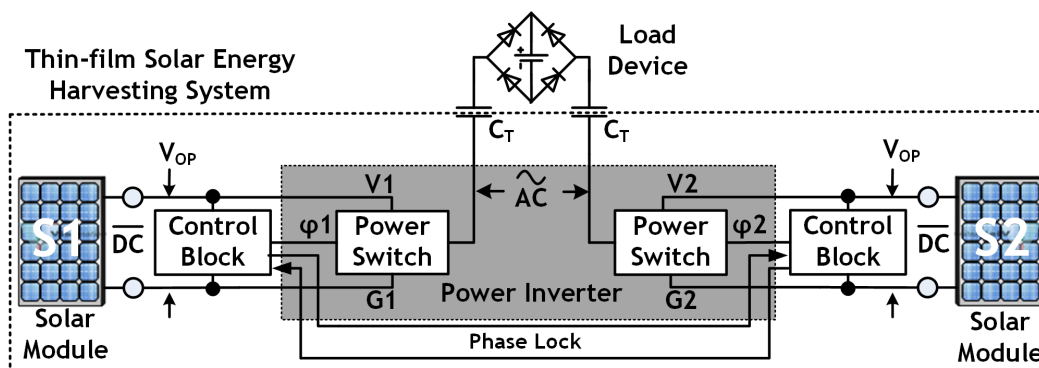 Thin-film Solar Energy
Harvesting System
Load
Device
+
-
C_T
C_T
V_OP
V_OP
V1
AC
V2
S1
DC
Control
Block
φ1
Power
Switch
Power
Switch
φ2
Control
Block
DC
S2
G1
Power Inverter
G2
Solar
Module
Phase Lock
Solar
Module